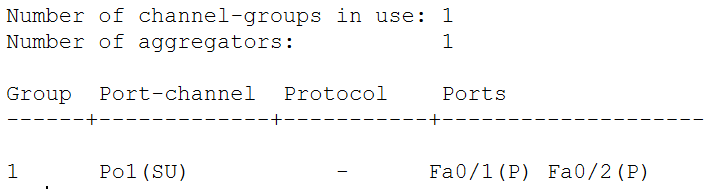 Number of channel-groups in use: 1
Number of aggregators:           1
Group  Port-channel  Protocol    Ports
------+-------------+-----------+---------------------
1      Po1(SU)           -      Fa0/1(P) Fa0/2(P)